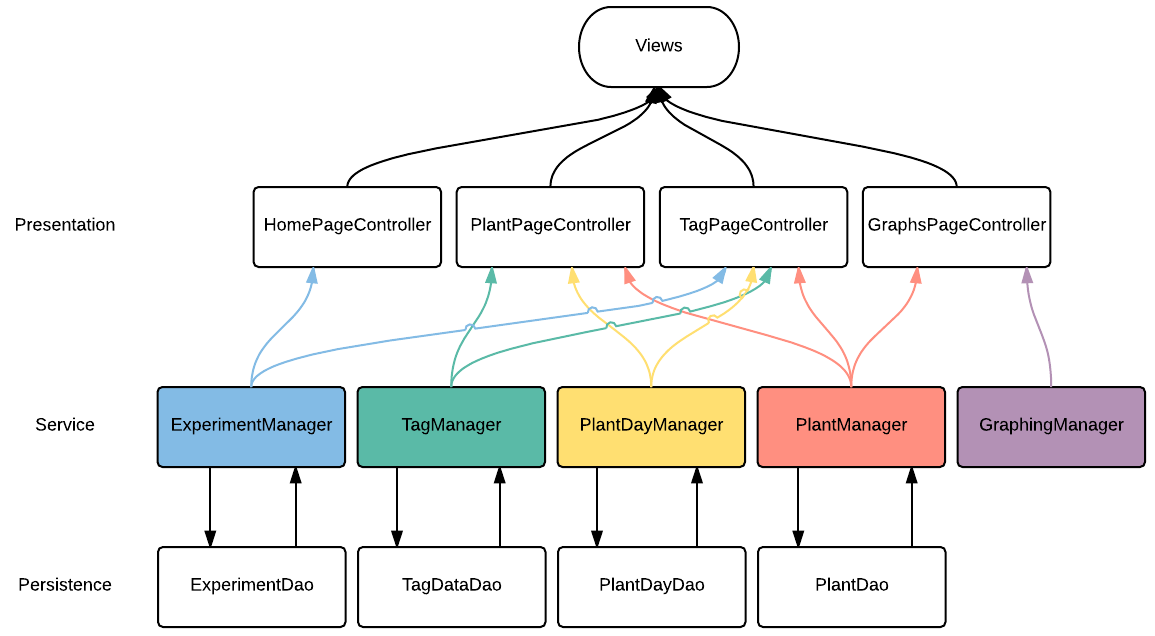 Views
Presentation
HomePageController
PlantPageController
TagPageController
GraphsPageController
Service
ExperimentManager
TagManager
PlantDayManager
PlantManager
GraphingManager
Persistence
ExperimentDao
TagDataDao
PlantDayDao
PlantDao